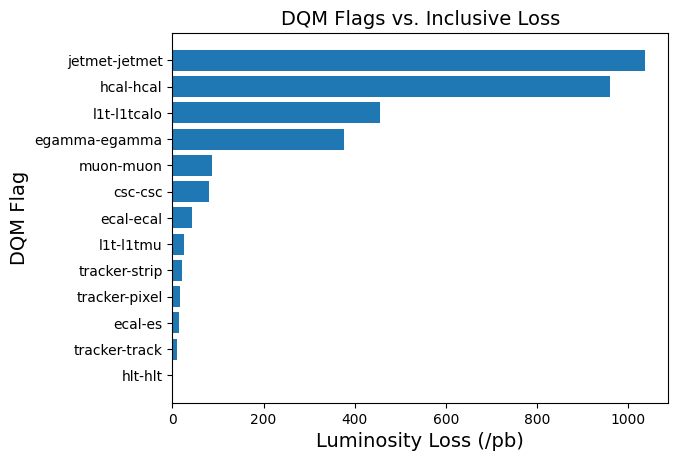 DQM Flags vs. Inclusive Loss
DQM Flag
jetmet-jetmet
hcal-hcal
l1t-l1tcalo
egamma-egamma
muon-muon
csc-csc
ecal-ecal
l1t-l1tmu
tracker-strip
tracker-pixel
ecal-es
tracker-track
hlt-hlt
0 200 400 600 800 1000
Luminosity Loss (/pb)